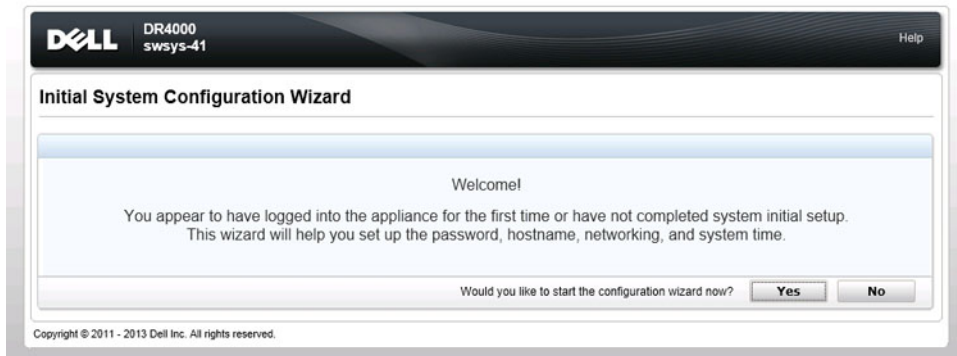 DELL
DR4000
swsys-41
Help
Initial System Configuration Wizard
Welcome!
You appear to have logged into the appliance for the first time or have not completed system initial setup.
This wizard will help you set up the password, hostname, networking, and system time.
Would you like to start the configuration wizard now? Yes No
Copyright © 2011 - 2013 Dell Inc. All rights reserved.